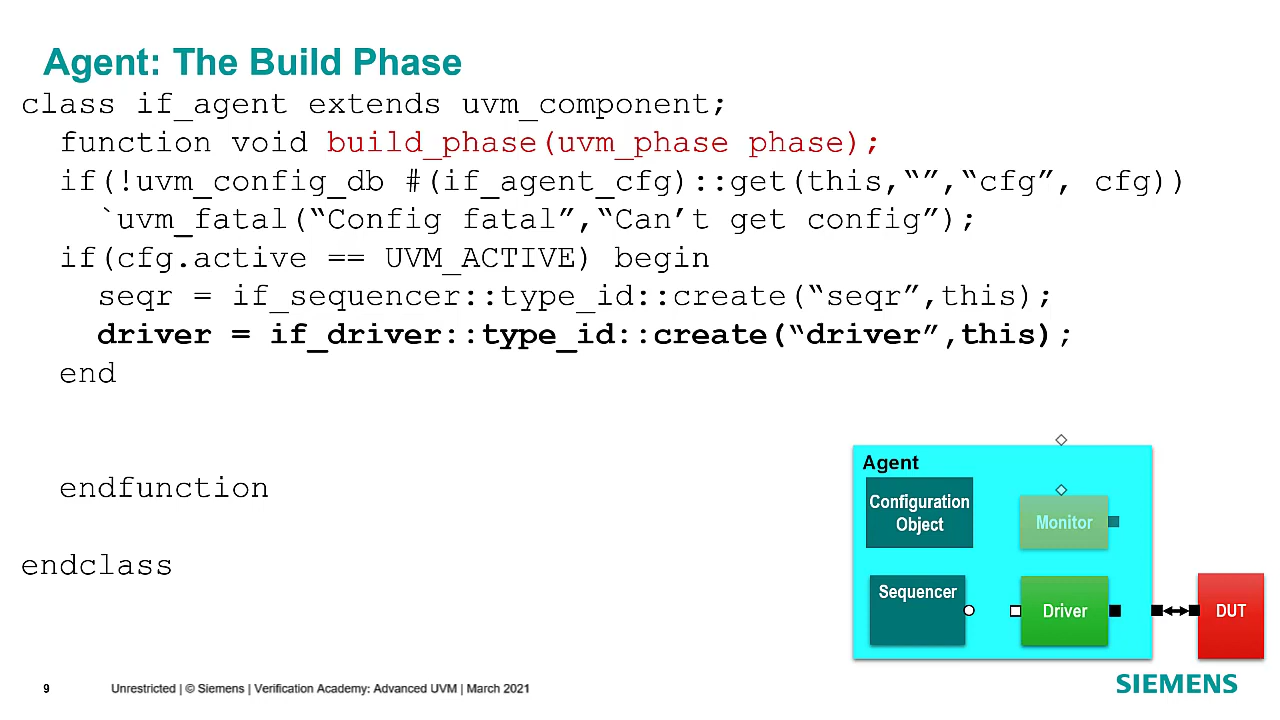 Agent: The Build Phase
class if_agent extends uvm_component;
function void build_phase(uvm_phase phase);
if(!uvm_config_db #(if_agent_cfg)::get(this,“”,“cfg”, cfg))
`uvm_fatal(“Config fatal”,“Can’t get config”);
if(cfg.active == UVM_ACTIVE) begin
seqr = if_sequencer::type_id::create(“seqr”,this);
driver = if_driver::type_id::create(“driver”,this);
end
endfunction
endclass
Agent
Configuration
Object
Monitor
Sequencer
Driver
DUT
9
Unrestricted | © Siemens | Verification Academy: Advanced UVM | March 2021
SIEMENS